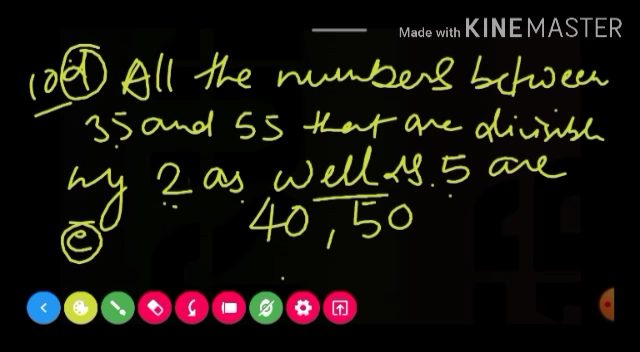 Made with KINEMASTER
10 d All the numbers between
35 and 55 that are divisible
by 2 as well as 5 are
40, 50
e